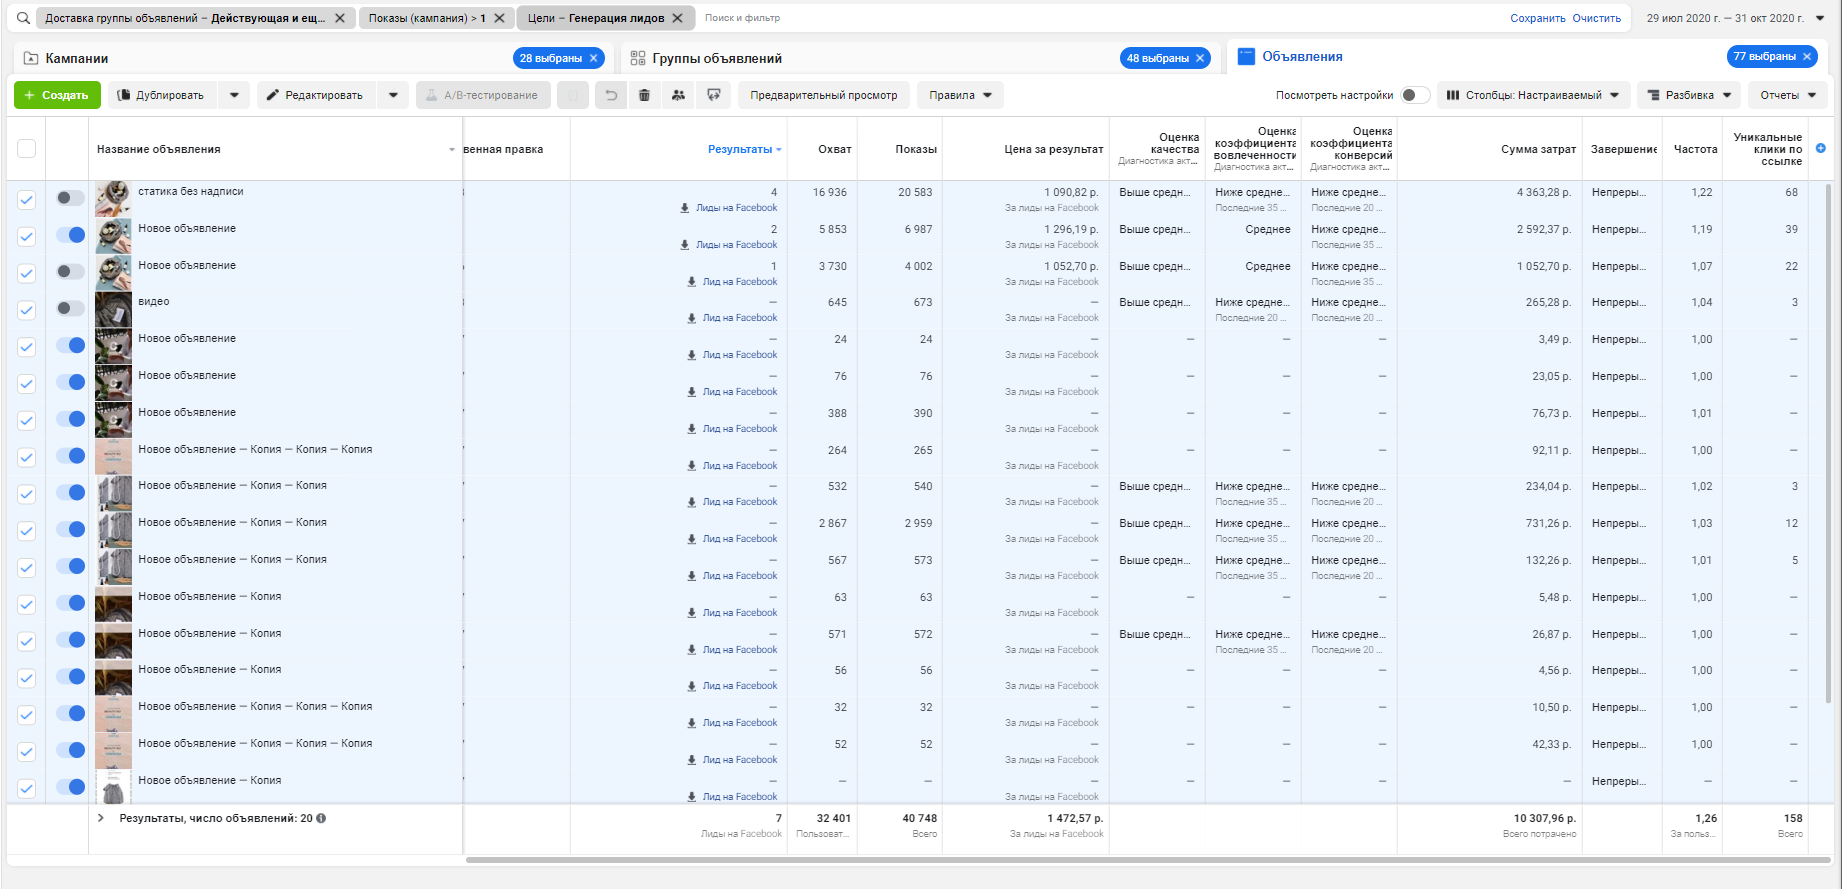 Доставка группы объявлений – Действующая и ещ... Показы (кампания) > 1 Цели – Генерация лидов Поиск и фильтр Сохранить Очистить 29 июл 2020 г. — 31 окт 2020 г.
Кампании 28 выбраны Группы объявлений 48 выбраны Объявления 77 выбраны
Создать Дублировать Редактировать A/B-тестирование Предварительный просмотр Правила Посмотреть настройки Столбцы: Настраиваемый Разбивка Отчеты
Название объявления венная правка Результаты Охват Показы Цена за результат Оценка качества Диагностика акт... Оценка коэффициента вовлеченности Диагностика акт... Оценка коэффициента конверсий Диагностика акт... Сумма затрат Завершение Частота Уникальные клики по ссылке
статика без надписи 4 16 936 20 583 1 090,82 р. Выше средн... Ниже средне... Ниже средне... 4 363,28 р. Непреры... 1,22 68
Лиды на Facebook За лиды на Facebook Последние 35 ... Последние 20 ...
Новое объявление 2 5 853 6 987 1 296,19 р. Выше средн... Среднее Ниже средне... 2 592,37 р. Непреры... 1,19 39
Лиды на Facebook За лиды на Facebook Последние 35 ...
Новое объявление 1 3 730 4 002 1 052,70 р. Выше средн... Среднее Ниже средне... 1 052,70 р. Непреры... 1,07 22
Лид на Facebook За лиды на Facebook Последние 35 ...
видео — 645 673 — Выше средн... Ниже средне... Ниже средне... 265,28 р. Непреры... 1,04 3
Лид на Facebook За лиды на Facebook Последние 20 ... Последние 20 ...
Новое объявление — 24 24 — — — — 3,49 р. Непреры... 1,00 —
Лид на Facebook За лиды на Facebook
Новое объявление — 76 76 — — — — 23,05 р. Непреры... 1,00 —
Лид на Facebook За лиды на Facebook
Новое объявление — 388 390 — — — — 76,73 р. Непреры... 1,01 —
Лид на Facebook За лиды на Facebook
Новое объявление — Копия — Копия — Копия — 264 265 — — — — 92,11 р. Непреры... 1,00 —
Лид на Facebook За лиды на Facebook
Новое объявление — Копия — Копия — 532 540 — Выше средн... Ниже средне... Ниже средне... 234,04 р. Непреры... 1,02 3
Лид на Facebook За лиды на Facebook Последние 35 ... Последние 20 ...
Новое объявление — Копия — Копия — 2 867 2 959 — Выше средн... Ниже средне... Ниже средне... 731,26 р. Непреры... 1,03 12
Лид на Facebook За лиды на Facebook Последние 35 ... Последние 20 ...
Новое объявление — Копия — Копия — 567 573 — Выше средн... Ниже средне... Ниже средне... 132,26 р. Непреры... 1,01 5
Лид на Facebook За лиды на Facebook Последние 35 ... Последние 20 ...
Новое объявление — Копия — 63 63 — — — — 5,48 р. Непреры... 1,00 —
Лид на Facebook За лиды на Facebook
Новое объявление — Копия — 571 572 — Выше средн... Ниже средне... Ниже средне... 26,87 р. Непреры... 1,00 —
Лид на Facebook За лиды на Facebook Последние 35 ... Последние 20 ...
Новое объявление — Копия — 56 56 — — — — 4,56 р. Непреры... 1,00 —
Лид на Facebook За лиды на Facebook
Новое объявление — Копия — Копия — Копия — 32 32 — — — — 10,50 р. Непреры... 1,00 —
Лид на Facebook За лиды на Facebook
Новое объявление — Копия — Копия — Копия — 52 52 — — — — 42,33 р. Непреры... 1,00 —
Лид на Facebook За лиды на Facebook
Новое объявление — Копия — — — — — — — — Непреры... — —
Лид на Facebook За лиды на Facebook
Результаты, число объявлений: 20 7 32 401 40 748 1 472,57 р. 10 307,96 р. 1,26 158
Лиды на Facebook Пользоват... Всего За лиды на Facebook Всего потрачено За польз... Всего